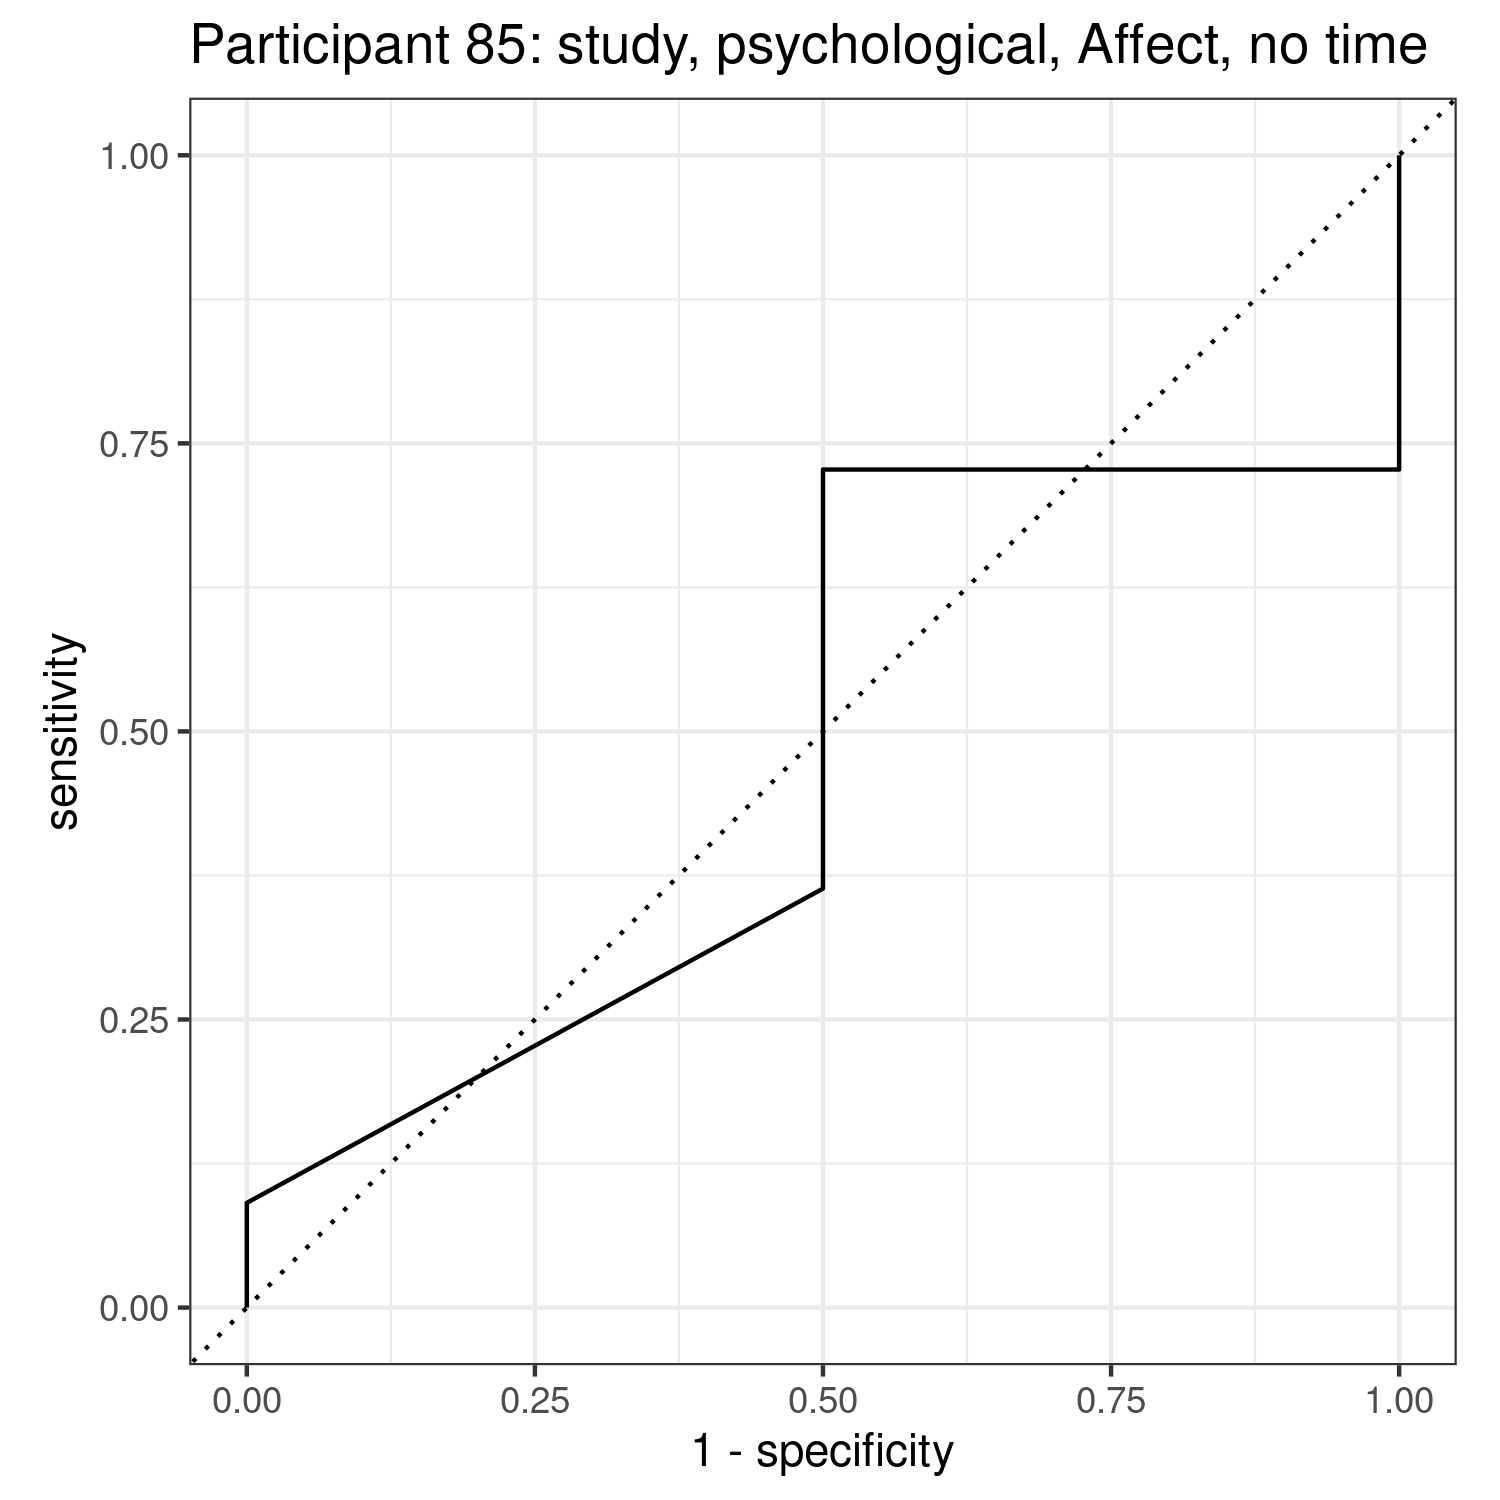 Participant 85: study, psychological, Affect, no time
sensitivity
1.00
0.75
0.50
0.25
0.00
0.00 0.25 0.50 0.75 1.00
1 - specificity